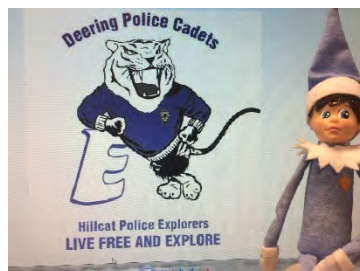 Deering Police Cadets
E
Hillcat Police Explorers
LIVE FREE AND EXPLORE